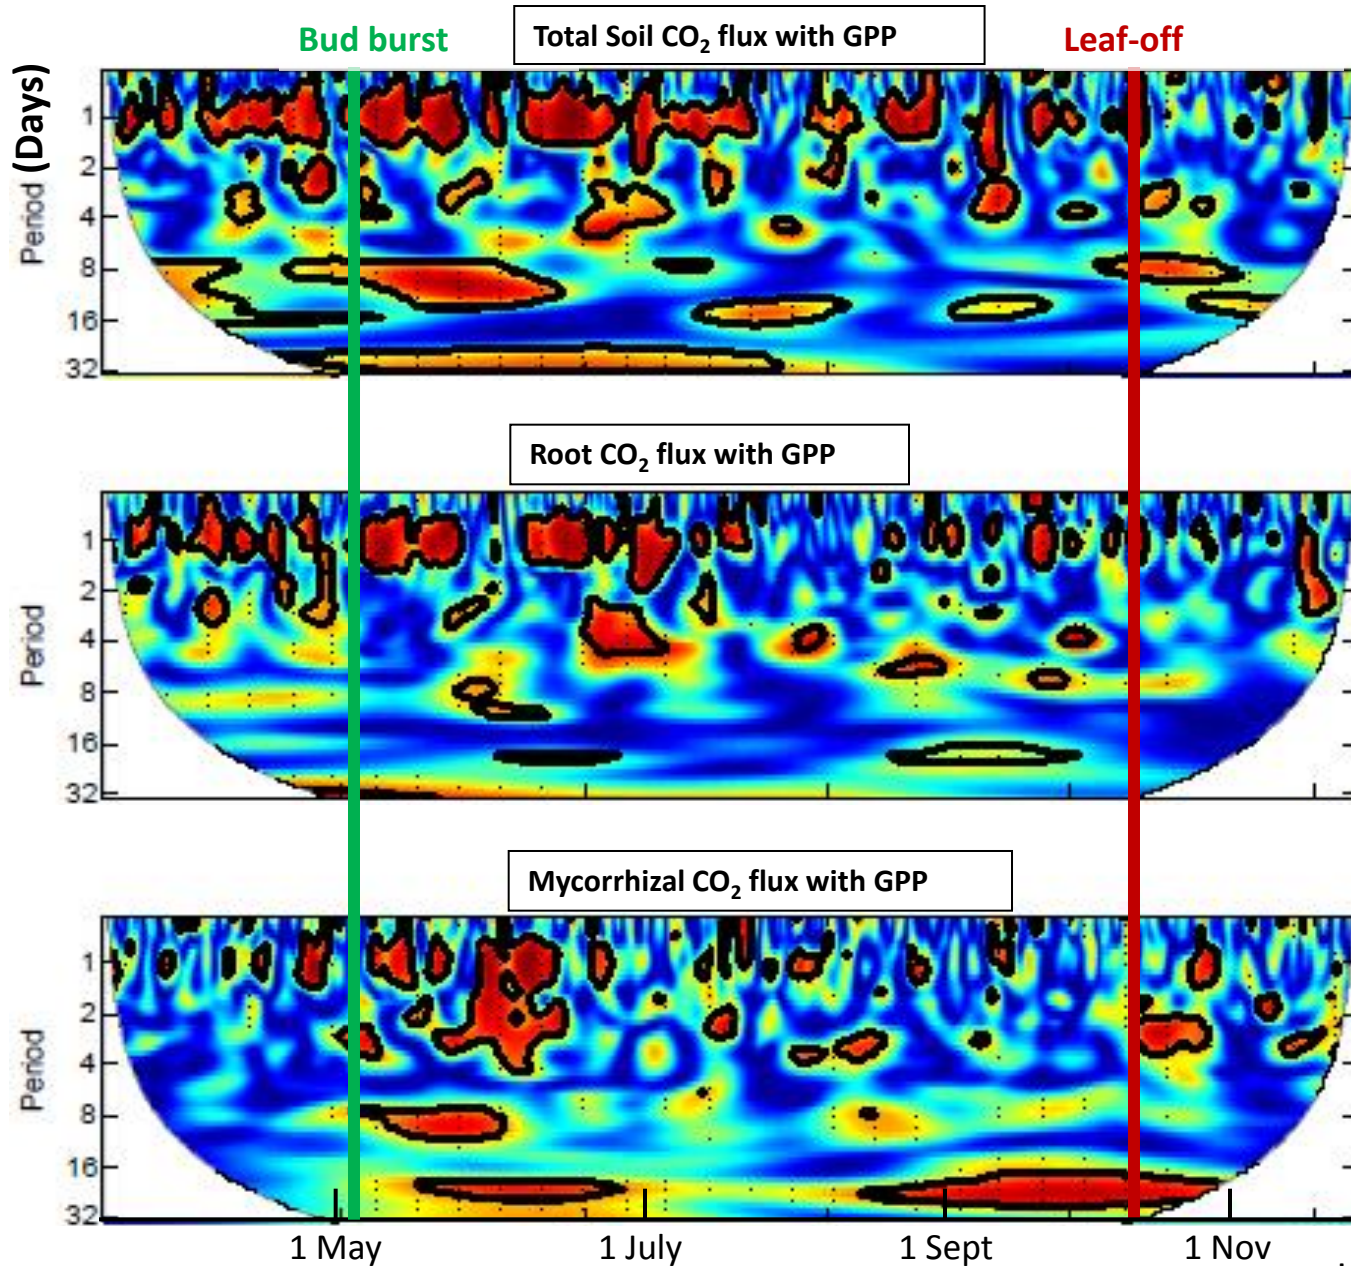 Bud burst
Total Soil CO₂ flux with GPP
Leaf-off
Period (Days)
1
2
4
8
16
32
Root CO₂ flux with GPP
Period
1
2
4
8
16
32
Mycorrhizal CO₂ flux with GPP
Period
1
2
4
8
16
32
1 May
1 July
1 Sept
1 Nov